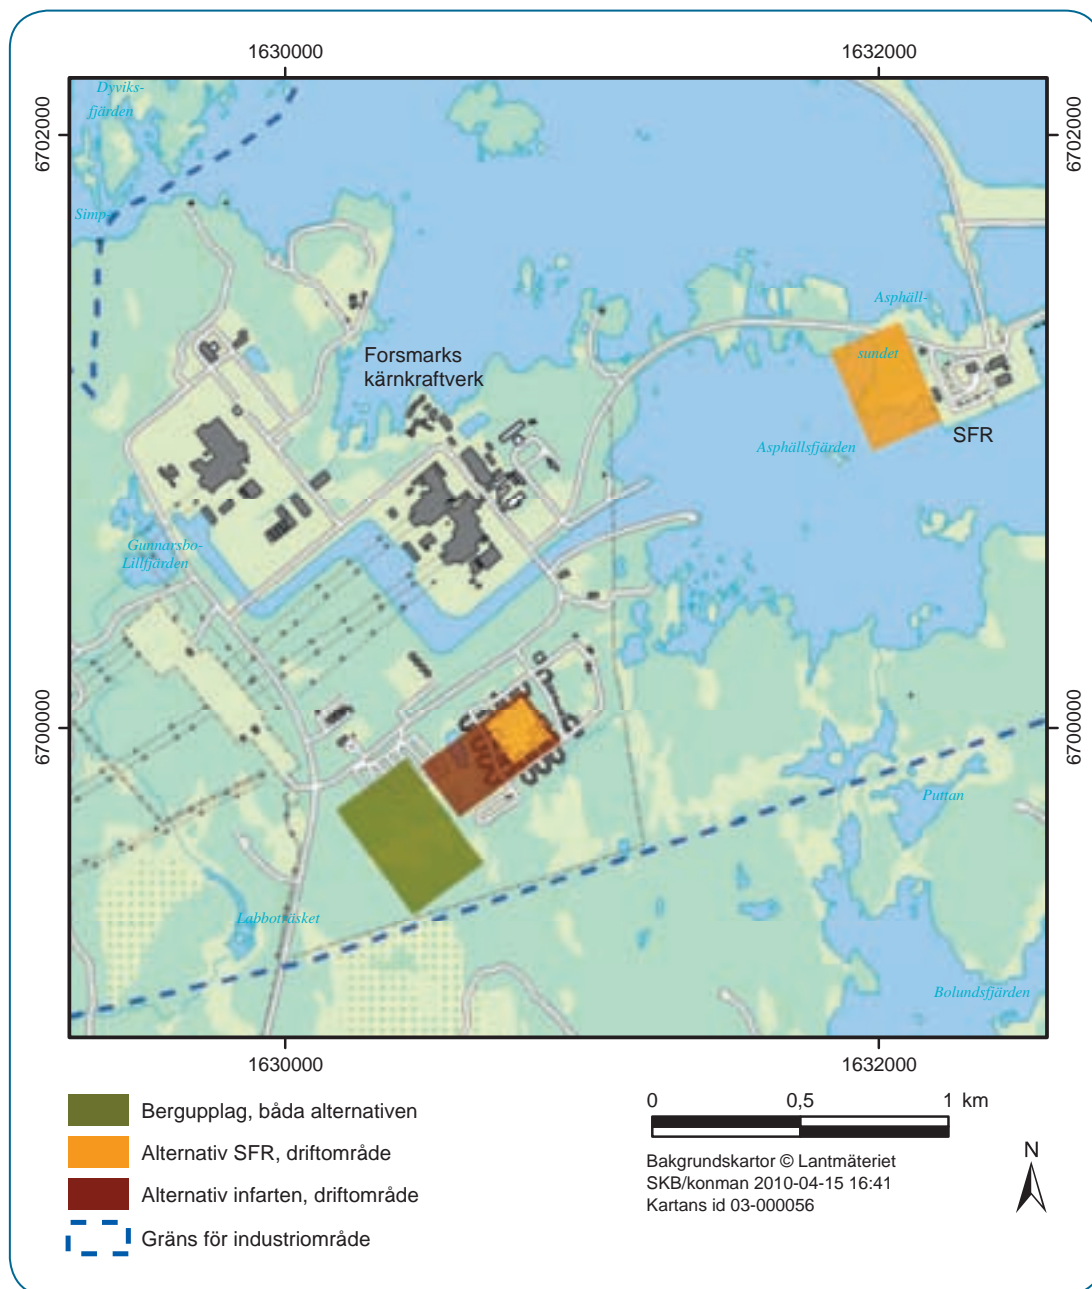 1630000
1632000
6702000
6702000
Dyviks-
fjärden
Simp-
Asphäll-
sundet
Forsmarks
kärnkraftverk
SFR
Asphällsfjärden
Gunnarsbo-
Lillfjärden
6700000
6700000
Puttan
Labboträsket
Bolundsfjärden
1630000
1632000
Bergupplag, båda alternativen
Alternativ SFR, driftområde
Alternativ infarten, driftområde
Gräns för industriområde
0 0,5 1 km
Bakgrundskartor © Lantmäteriet
SKB/konman 2010-04-15 16:41
Kartans id 03-000056
N